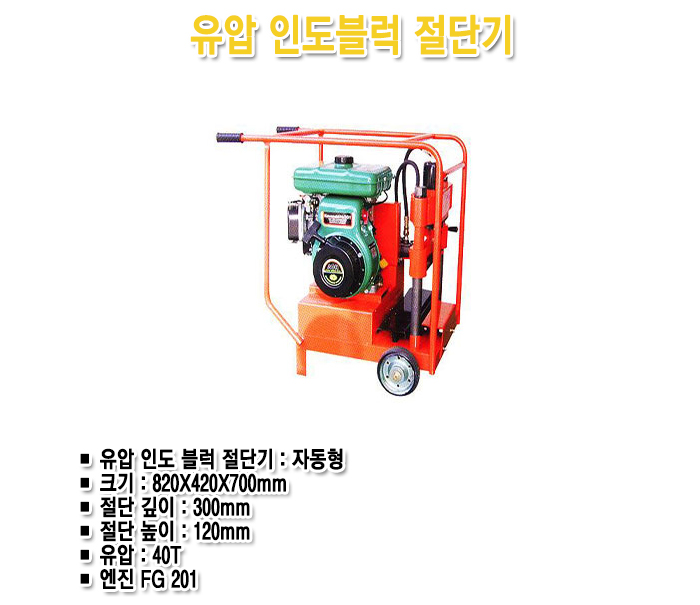 유압 인도블럭 절단기
■ 유압 인도 블럭 절단기 : 자동형
■ 크기 : 820X420X700mm
■ 절단 깊이 : 300mm
■ 절단 높이 : 120mm
■ 유압 : 40T
■ 엔진 FG 201